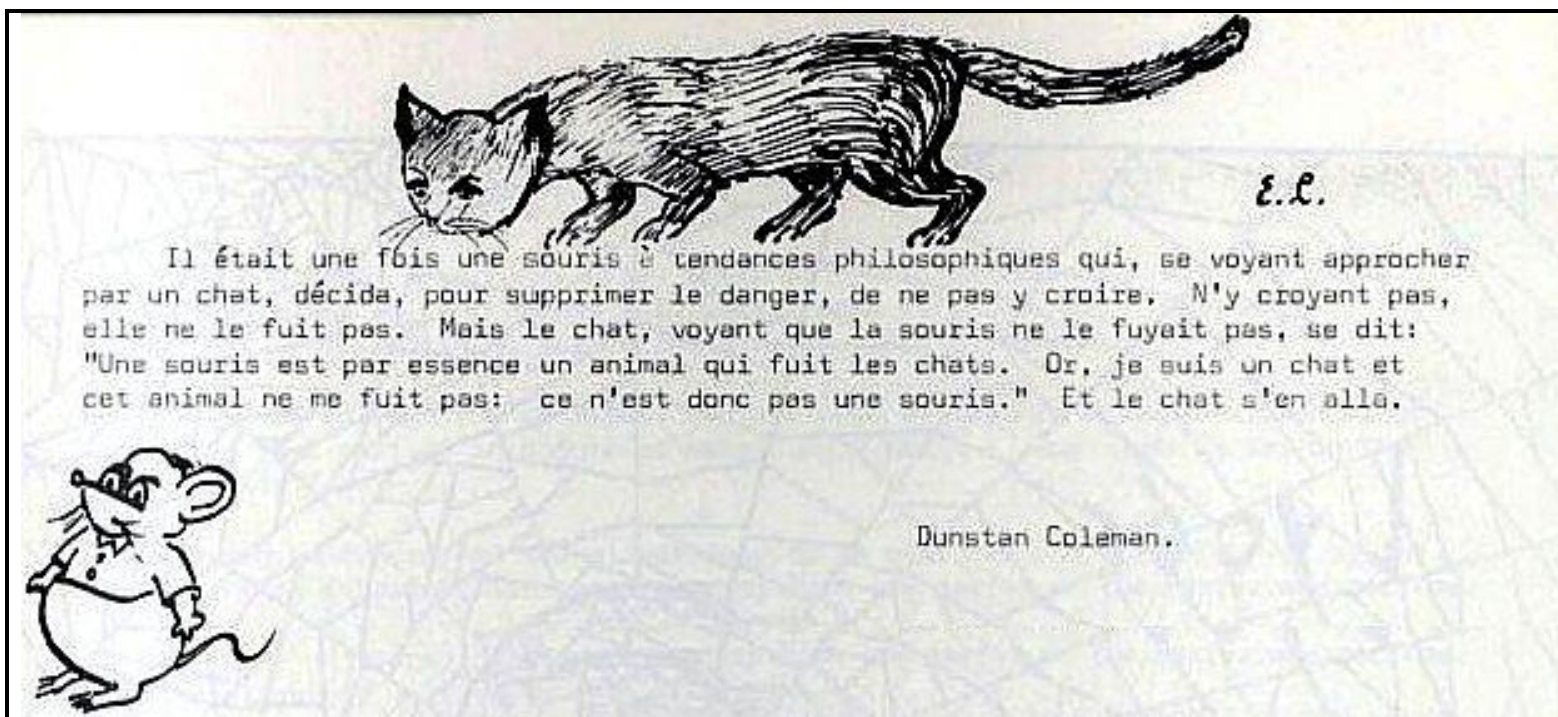 E.L.
Il était une fois une souris à tendances philosophiques qui, se voyant approcher
par un chat, décida, pour supprimer le danger, de ne pas y croire. N'y croyant pas,
elle ne le fuit pas. Mais le chat, voyant que la souris ne le fuyait pas, se dit:
"Une souris est par essence un animal qui fuit les chats. Or, je suis un chat et
cet animal ne me fuit pas: ce n'est donc pas une souris." Et le chat s'en alla.
Dunstan Coleman.